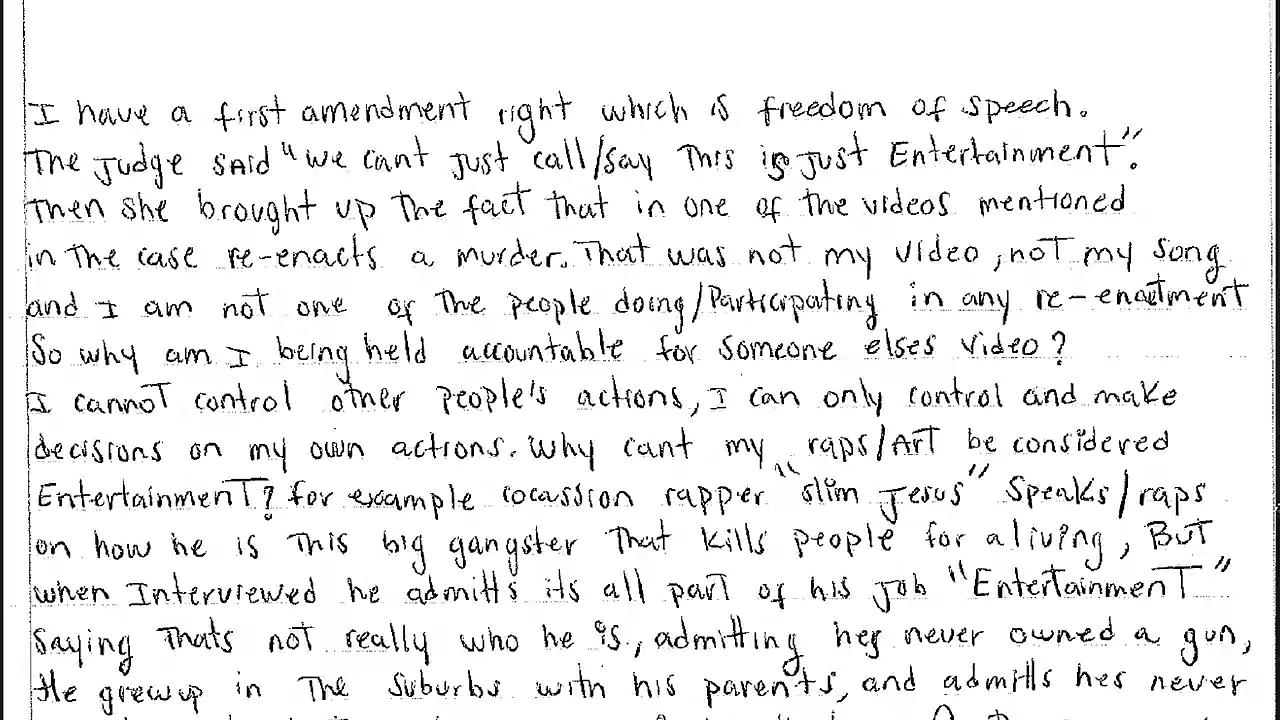 I have a first amendment right which is freedom of speech.
The Judge SAID "we cant just call/say This is just Entertainment".
Then she brought up The fact that in one of the videos mentioned
in the case re-enacts a murder. That was not my video, not my song
and I am not one of The people doing/Participating in any re-enactment
So why am I being held accountable for someone elses video?
I cannot control other people's actions, I can only control and make
decisions on my own actions. Why cant my raps/Art be considered
Entertainment? for example cocassion rapper "slim Jesus" Speaks/raps
on how he is This big gangster That kills people for a living, But
when Interviewed he admitts its all part of his job "Entertainment"
Saying Thats not really who he is, admitting hes never owned a gun,
He grew up in The Suburbs with his parents, and admitts hes never